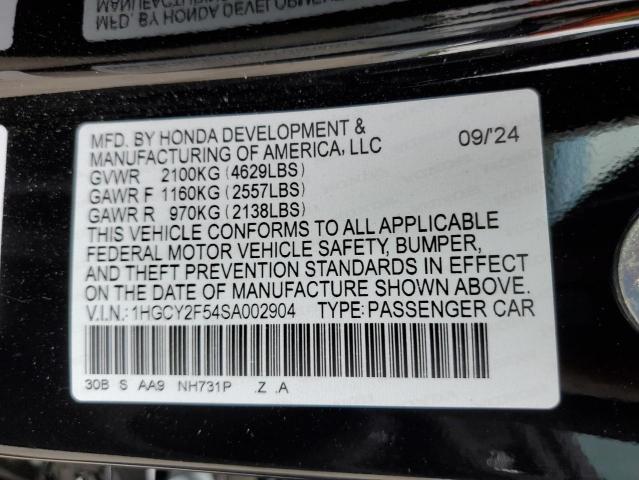 MFD. BY HONDA DEVELOPMENT & 09/'24
MANUFACTURING OF AMERICA, LLC
GVWR 2100KG (4629LBS)
GAWR F 1160KG (2557LBS)
GAWR R 970KG (2138LBS)
THIS VEHICLE CONFORMS TO ALL APPLICABLE
FEDERAL MOTOR VEHICLE SAFETY, BUMPER,
AND THEFT PREVENTION STANDARDS IN EFFECT
ON THE DATE OF MANUFACTURE SHOWN ABOVE.
V.I.N.: 1HGCY2F54SA002904 TYPE: PASSENGER CAR
30B S AA9 NH731P .Z .A